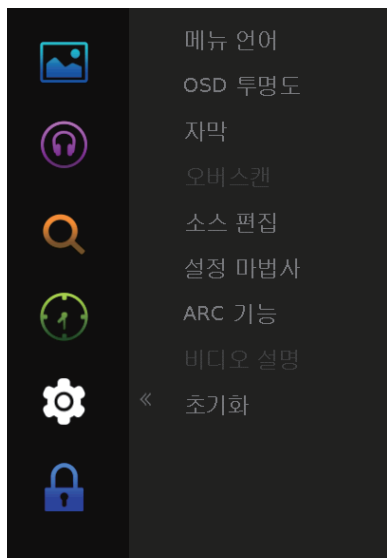 메뉴 언어
OSD 투명도
자막
오버스캔
소스 편집
설정 마법사
ARC 기능
비디오 설명
초기화